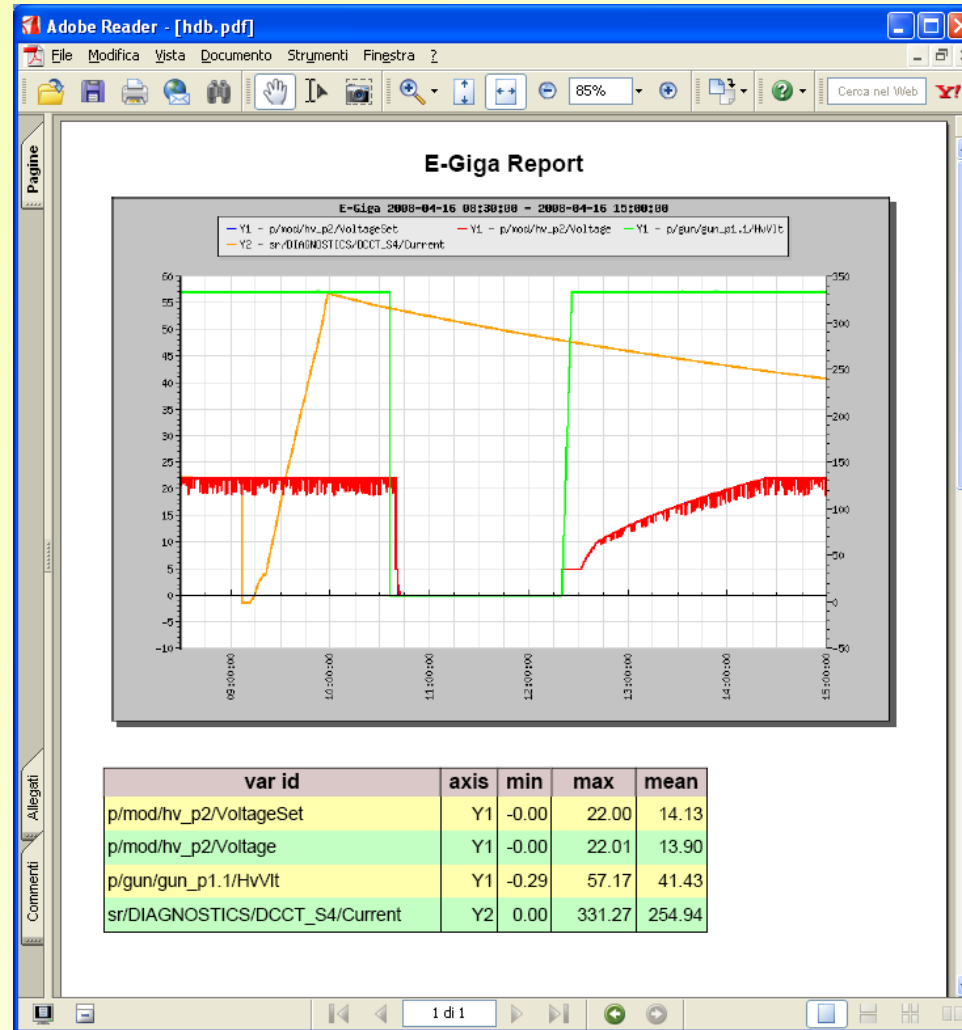 Adobe Reader - [hdb.pdf]
File Modifica Vista Documento Strumenti Finestra ?
85% Cerca nel Web Y!
Pagine
Allegati
Commenti
E-Giga Report
E-Giga 2008-04-16 08:30:00 - 2008-04-16 15:00:00
Y1 - p/mod/hv_p2/VoltageSet Y1 - p/mod/hv_p2/Voltage Y1 - p/gun/gun_p1.1/HvVlt
Y2 - sr/DIAGNOSTICS/DCCT_S4/Current
60 350
55
50 300
45
40 250
35
30 200
25
20 150
15 100
10
5 50
0 0
-5
-10 -50
09:00:00 10:00:00 11:00:00 12:00:00 13:00:00 14:00:00 15:00:00
var id axis min max mean
p/mod/hv_p2/VoltageSet Y1 -0.00 22.00 14.13
p/mod/hv_p2/Voltage Y1 -0.00 22.01 13.90
p/gun/gun_p1.1/HvVlt Y1 -0.29 57.17 41.43
sr/DIAGNOSTICS/DCCT_S4/Current Y2 0.00 331.27 254.94
1 di 1